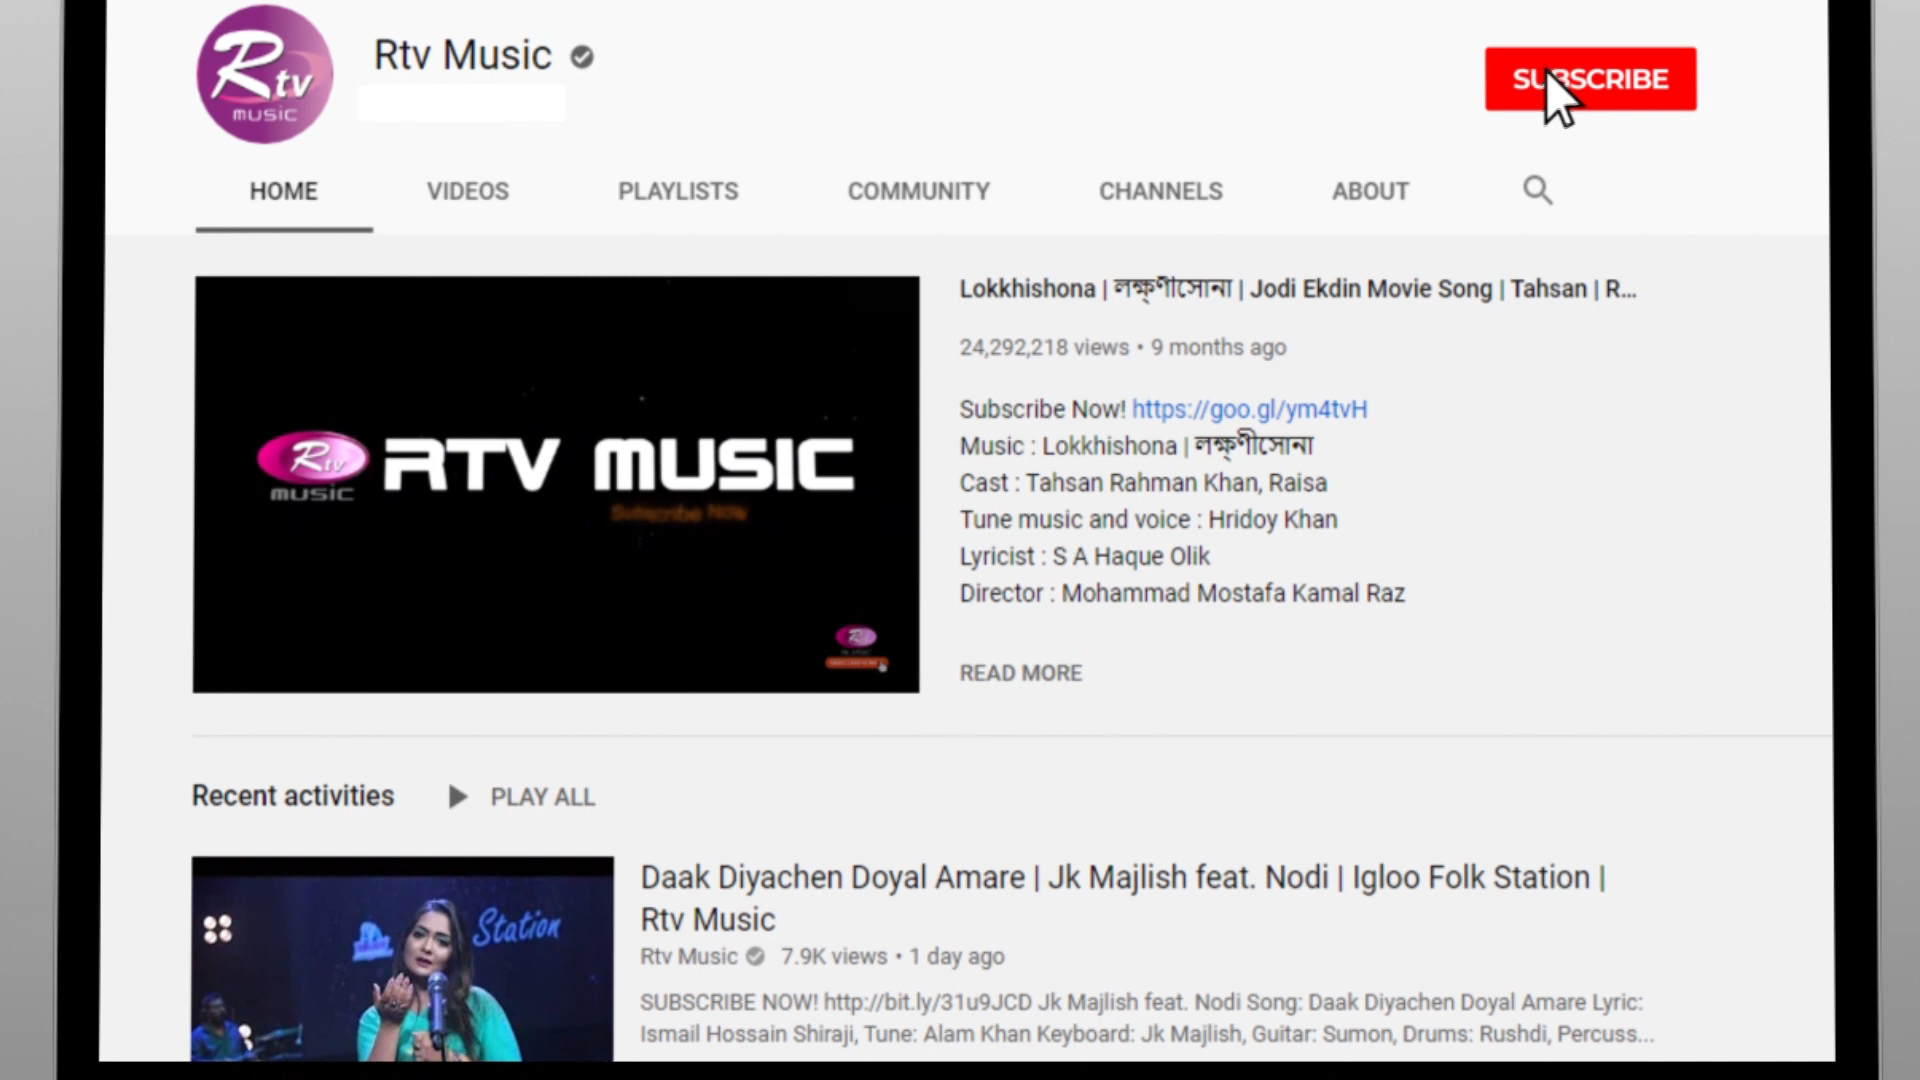 Rtv
MUSIC
Rtv Music
SUBSCRIBE
HOME
VIDEOS
PLAYLISTS
COMMUNITY
CHANNELS
ABOUT
Lokkhishona | লক্ষ্ণীসোনা | Jodi Ekdin Movie Song | Tahsan | R...
24,292,218 views • 9 months ago
Subscribe Now! https://goo.gl/ym4tvH
Music : Lokkhishona | লক্ষ্ণীসোনা
Cast : Tahsan Rahman Khan, Raisa
Tune music and voice : Hridoy Khan
Lyricist : S A Haque Olik
Director : Mohammad Mostafa Kamal Raz
READ MORE
Rtv
MUSIC
RTV MUSIC
Subscribe Now
Recent activities
PLAY ALL
Station
Daak Diyachen Doyal Amare | Jk Majlish feat. Nodi | Igloo Folk Station |
Rtv Music
Rtv Music 7.9K views • 1 day ago
SUBSCRIBE NOW! http://bit.ly/31u9JCD Jk Majlish feat. Nodi Song: Daak Diyachen Doyal Amare Lyric:
Ismail Hossain Shiraji, Tune: Alam Khan Keyboard: Jk Majlish, Guitar: Sumon, Drums: Rushdi, Percuss...